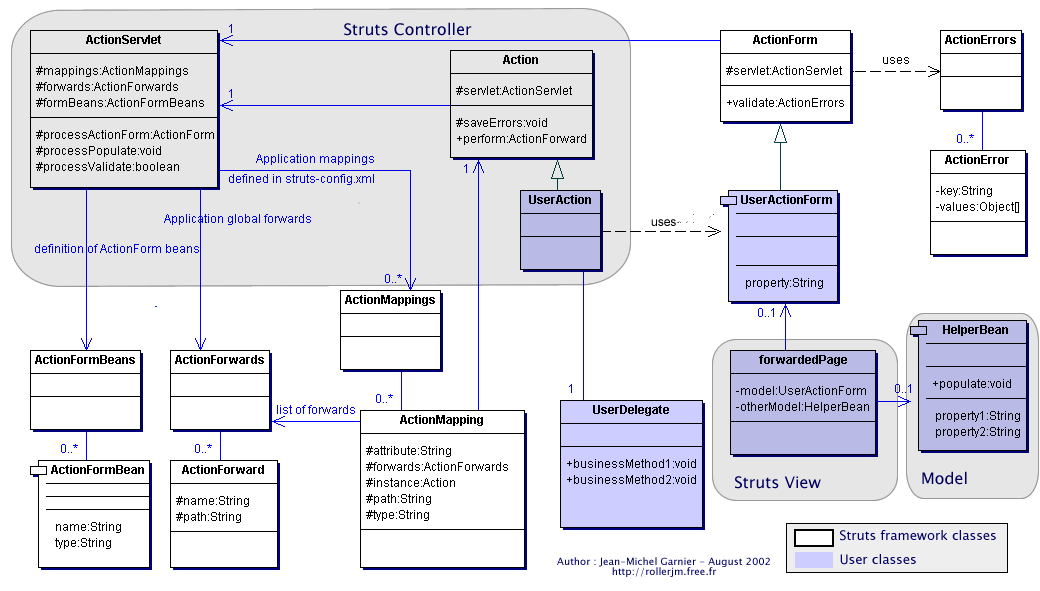 Struts Controller
ActionServlet
#mappings:ActionMappings
#forwards:ActionForwards
#formBeans:ActionFormBeans
#processActionForm:ActionForm
#processPopulate:void
#processValidate:boolean
1
1
Action
#servlet:ActionServlet
#saveErrors:void
+perform:ActionForward
ActionForm
#servlet:ActionServlet
+validate:ActionErrors
uses
ActionErrors
0..*
ActionError
-key:String
-values:Object[]
Application mappings
defined in struts-config.xml
1
Application global forwards
definition of ActionForm beans
UserAction
uses
UserActionForm
property:String
0..*
ActionMappings
0..1
ActionFormBeans
ActionForwards
0..*
list of forwards
1
0..*
0..*
ActionFormBean
name:String
type:String
ActionForward
#name:String
#path:String
ActionMapping
#attribute:String
#forwards:ActionForwards
#instance:Action
#path:String
#type:String
UserDelegate
+businessMethod1:void
+businessMethod2:void
forwardedPage
-model:UserActionForm
-otherModel:HelperBean
Struts View
0..1
HelperBean
+populate:void
property1:String
property2:String
Model
Struts framework classes
User classes
Author : Jean-Michel Garnier - August 2002
http://rollerjm.free.fr